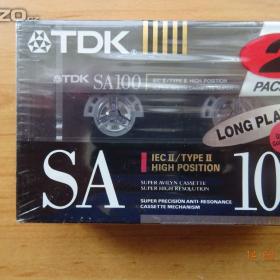 TDK
2
PACK
TDK SA100 IEC II/TYPE II HIGH POSITION
LONG PLA
SA
IEC II/TYPE II
HIGH POSITION
10
SUPER AVILYN CASSETTE
SUPER HIGH RESOLUTION
SUPER PRECISION ANTI-RESONANCE
CASSETTE MECHANISM